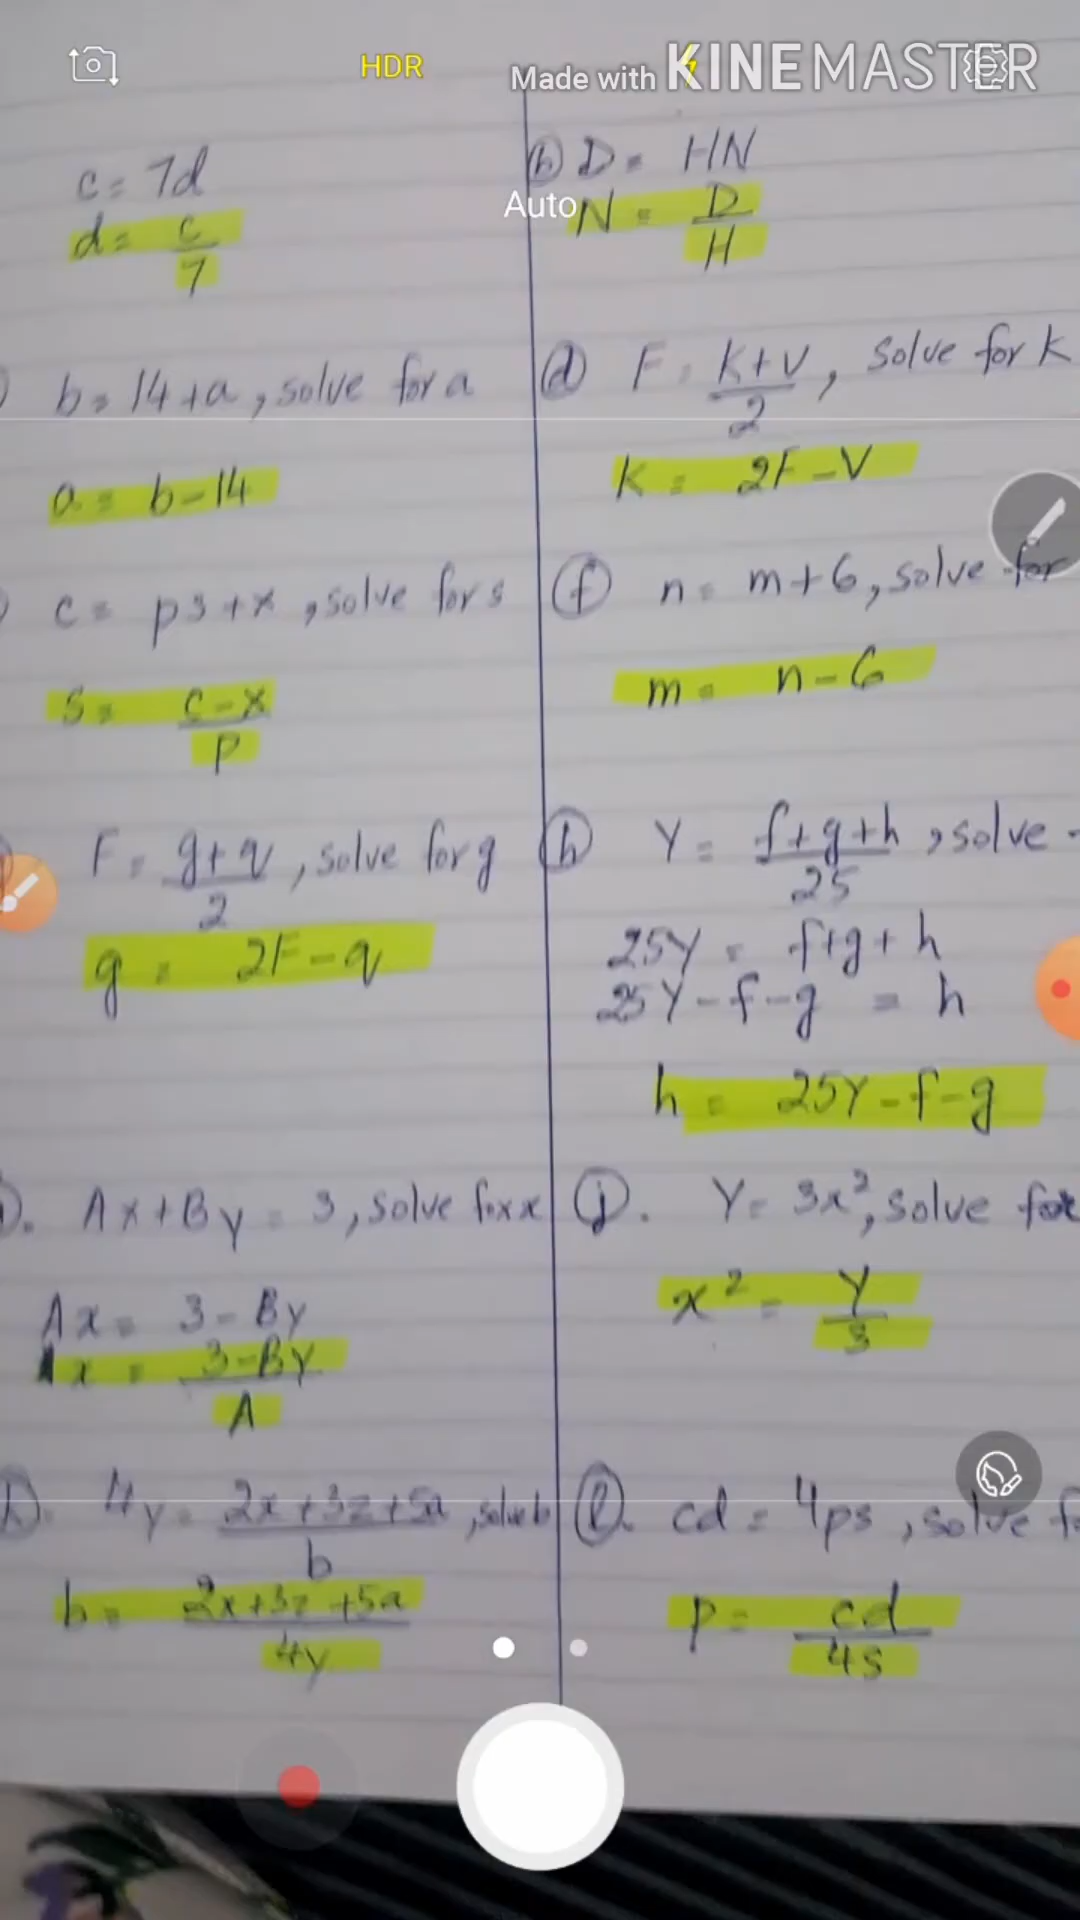 HDR
Made with KINEMASTER
Auto
c = 7d
d = c/7
(b) D = HN
N = D/H
b = 14+a, solve for a
a = b-14
(d) F = K+V/2, solve for K
K = 2F-V
c = ps+x, solve for s
s = c-x/p
(f) n = m+6, solve for
m = n-6
F = g+q/2, solve for g
g = 2F-q
(h) Y = f+g+h/25, solve
25Y = f+g+h
25Y-f-g = h
h = 25Y-f-g
Ax+By = 3, solve for x
Ax = 3-By
x = 3-BY/A
(j). Y = 3x², solve for
x² = Y/3
4y = 2x+3z+5a/b, solve b
b = 2x+3z+5a/4y
(l). cd = 4ps, solve
p = cd/4s